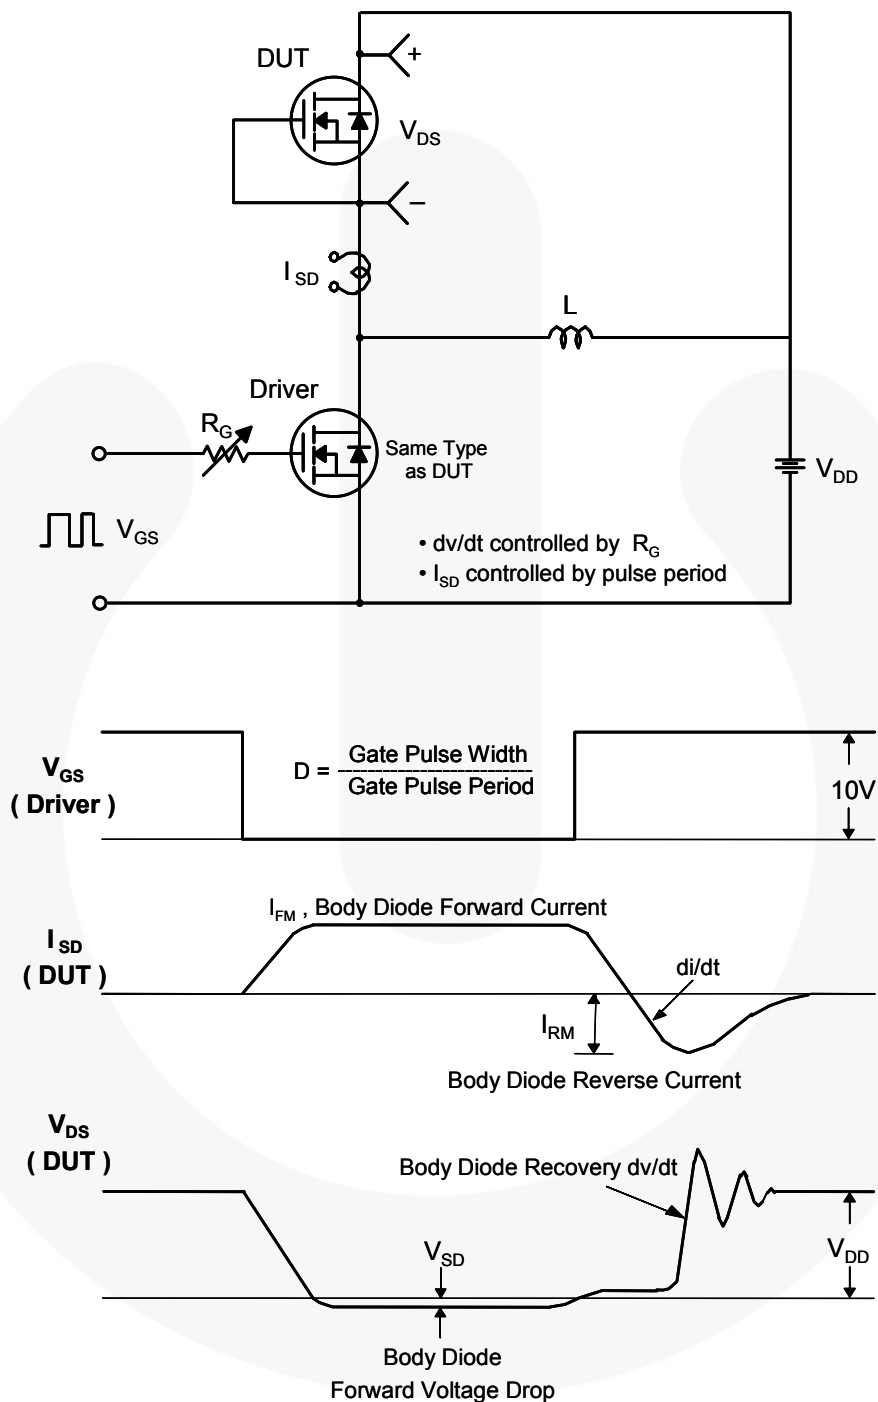 DUT
+
V_DS
−
I_SD
L
Driver
R_G
Same Type
as DUT
V_DD
V_GS
• dv/dt controlled by R_G
• I_SD controlled by pulse period
V_GS
( Driver )
D = Gate Pulse Width
Gate Pulse Period
10V
I_FM , Body Diode Forward Current
I_SD
( DUT )
di/dt
I_RM
Body Diode Reverse Current
V_DS
( DUT )
Body Diode Recovery dv/dt
V_SD
V_DD
Body Diode
Forward Voltage Drop